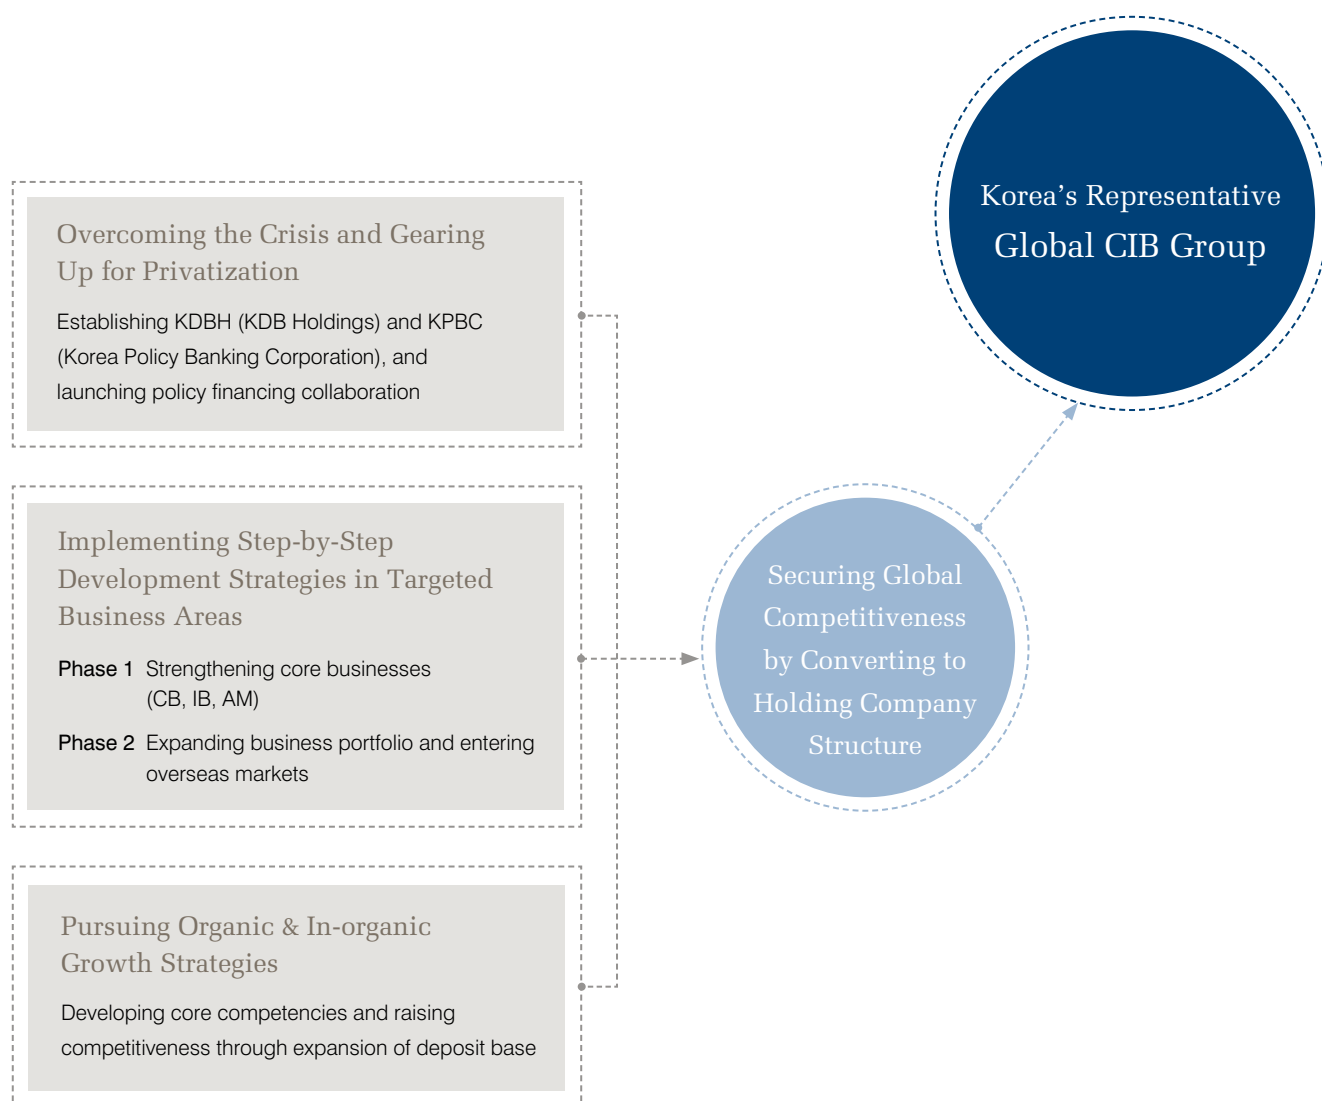 Korea’s Representative
Global CIB Group
Overcoming the Crisis and Gearing
Up for Privatization
Establishing KDBH (KDB Holdings) and KPBC
(Korea Policy Banking Corporation), and
launching policy financing collaboration
Implementing Step-by-Step
Development Strategies in Targeted
Business Areas
Phase 1 Strengthening core businesses
(CB, IB, AM)
Phase 2 Expanding business portfolio and entering
overseas markets
Securing Global
Competitiveness
by Converting to
Holding Company
Structure
Pursuing Organic & In-organic
Growth Strategies
Developing core competencies and raising
competitiveness through expansion of deposit base